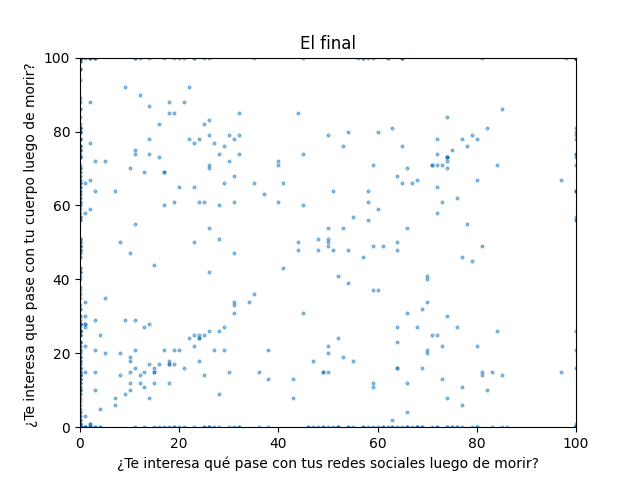 El final
¿Te interesa que pase con tu cuerpo luego de morir?
100
80
60
40
20
0
0 20 40 60 80 100
¿Te interesa qué pase con tus redes sociales luego de morir?